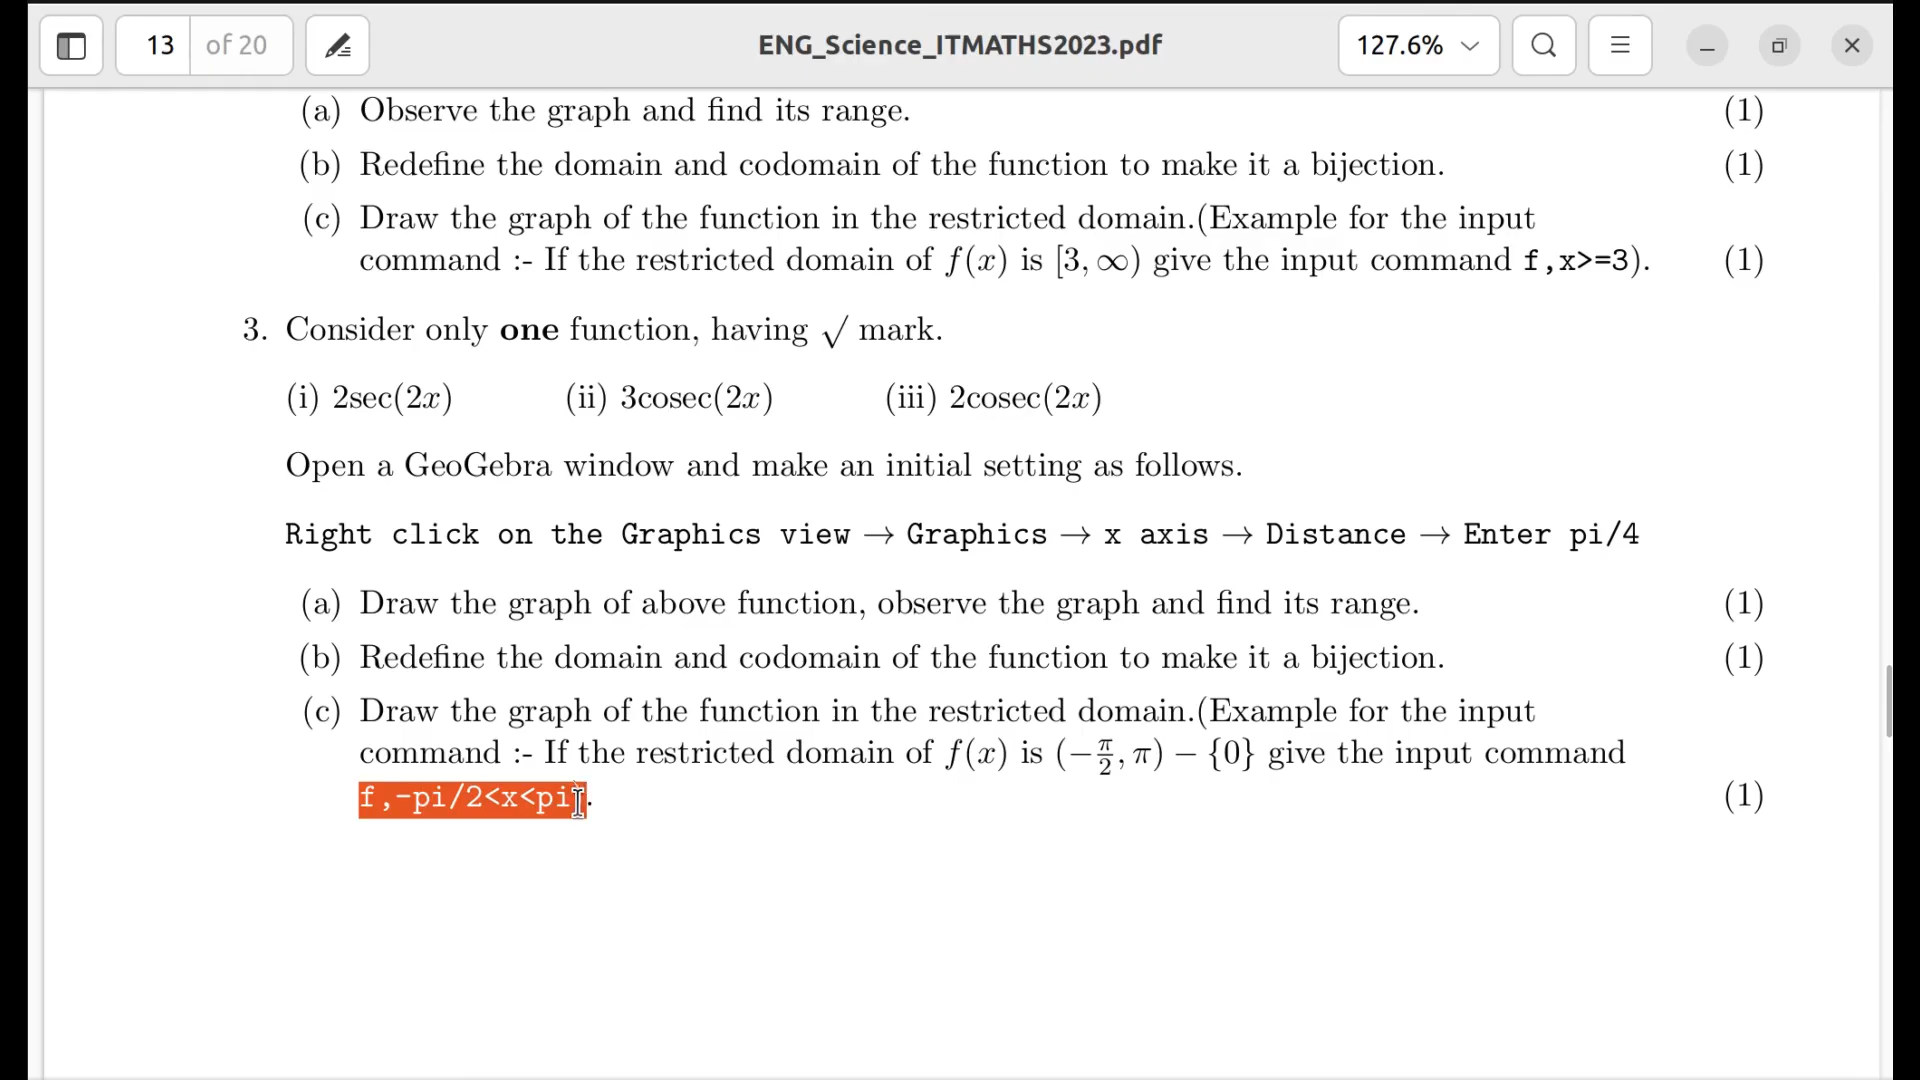 13 of 20 ENG_Science_ITMATHS2023.pdf 127.6%
(a) Observe the graph and find its range. (1)
(b) Redefine the domain and codomain of the function to make it a bijection. (1)
(c) Draw the graph of the function in the restricted domain.(Example for the input
command :- If the restricted domain of f(x) is [3, ∞) give the input command f,x>=3). (1)
3. Consider only one function, having √ mark.
(i) 2sec(2x) (ii) 3cosec(2x) (iii) 2cosec(2x)
Open a GeoGebra window and make an initial setting as follows.
Right click on the Graphics view → Graphics → x axis → Distance → Enter pi/4
(a) Draw the graph of above function, observe the graph and find its range. (1)
(b) Redefine the domain and codomain of the function to make it a bijection. (1)
(c) Draw the graph of the function in the restricted domain.(Example for the input
command :- If the restricted domain of f(x) is (−π/2, π) − {0} give the input command
f,-pi/2<x<pi). (1)